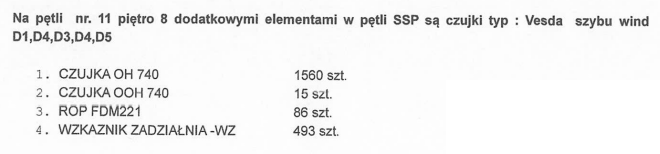 Na pętli nr. 11 piętro 8 dodatkowymi elementami w pętli SSP są czujki typ : Vesda szybu wind
D1,D4,D3,D4,D5
1. CZUJKA OH 740 1560 szt.
2. CZUJKA OOH 740 15 szt.
3. ROP FDM221 86 szt.
4. WZKAZNIK ZADZIAŁNIA -WZ 493 szt.